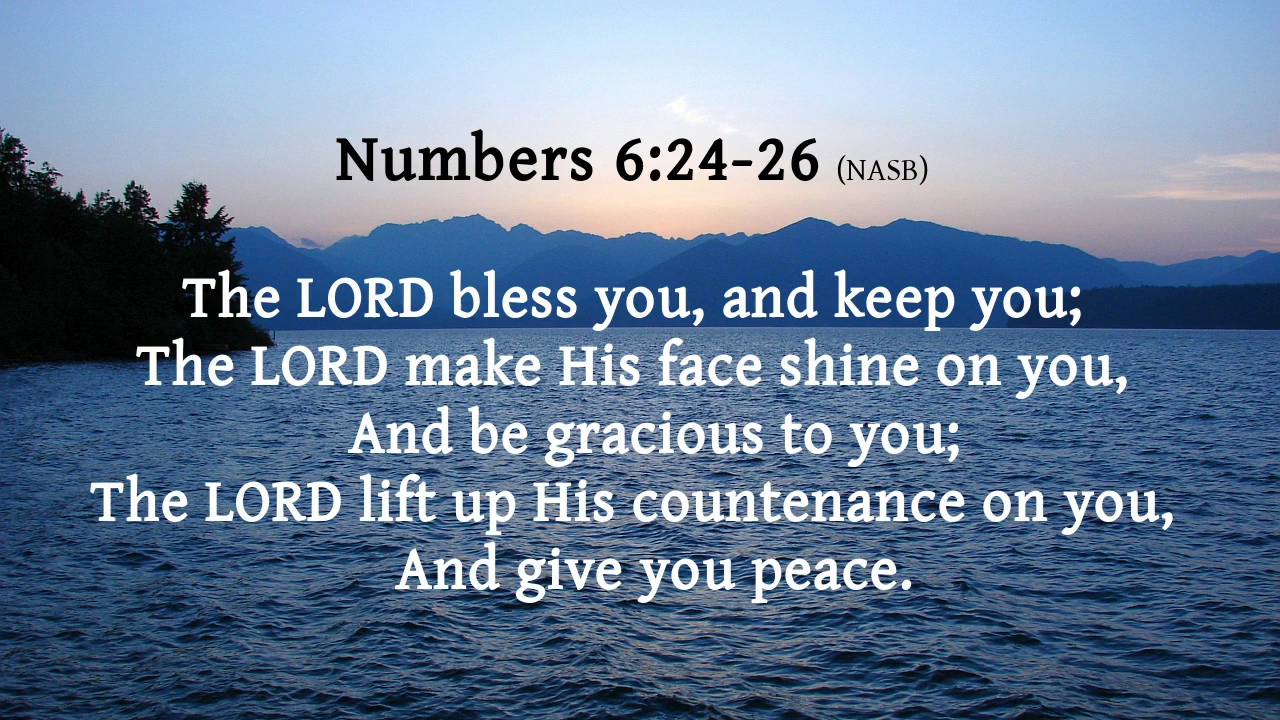 Numbers 6:24-26 (NASB)
The LORD bless you, and keep you;
The LORD make His face shine on you,
And be gracious to you;
The LORD lift up His countenance on you,
And give you peace.